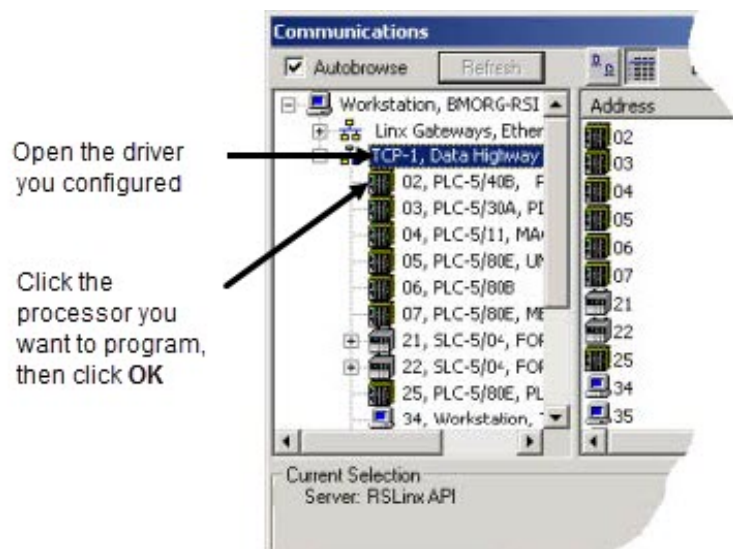 Communications
Autobrowse
Refresh
Workstation, BMORG-RSI
Linx Gateways, Ether
TCP-1, Data Highway
02, PLC-5/40B,
03, PLC-5/30A,
04, PLC-5/11,
05, PLC-5/80E,
06, PLC-5/80B
07, PLC-5/80E,
21, SLC-5/04, FOR
22, SLC-5/04, FOR
25, PLC-5/80E, PL
34, Workstation,
Address
02
03
04
05
06
07
21
22
25
34
35
Current Selection
Server: RSLinx API
Open the driver
you configured
Click the
processor you
want to program,
then click OK